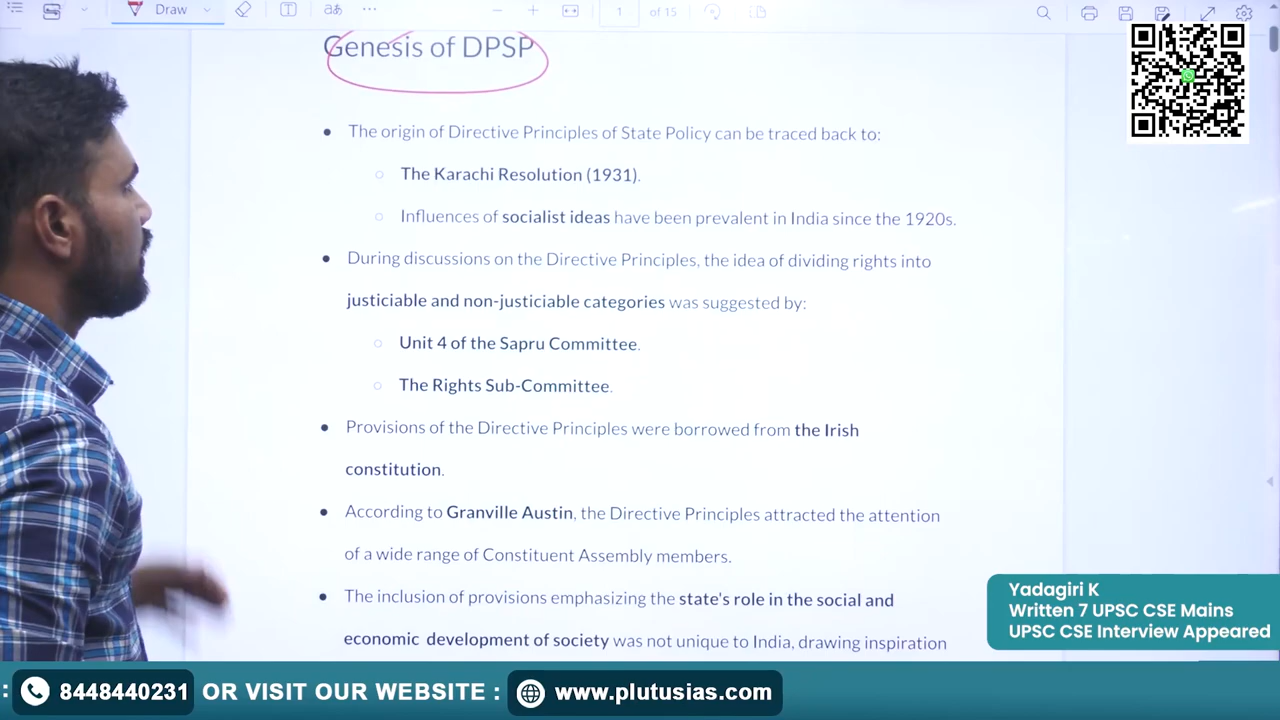 Draw
1 of 15
Genesis of DPSP
The origin of Directive Principles of State Policy can be traced back to:
The Karachi Resolution (1931).
Influences of socialist ideas have been prevalent in India since the 1920s.
During discussions on the Directive Principles, the idea of dividing rights into
justiciable and non-justiciable categories was suggested by:
Unit 4 of the Sapru Committee.
The Rights Sub-Committee.
Provisions of the Directive Principles were borrowed from the Irish
constitution.
According to Granville Austin, the Directive Principles attracted the attention
of a wide range of Constituent Assembly members.
The inclusion of provisions emphasizing the state's role in the social and
economic development of society was not unique to India, drawing inspiration
Yadagiri K
Written 7 UPSC CSE Mains
UPSC CSE Interview Appeared
: 8448440231 OR VISIT OUR WEBSITE : www.plutusias.com